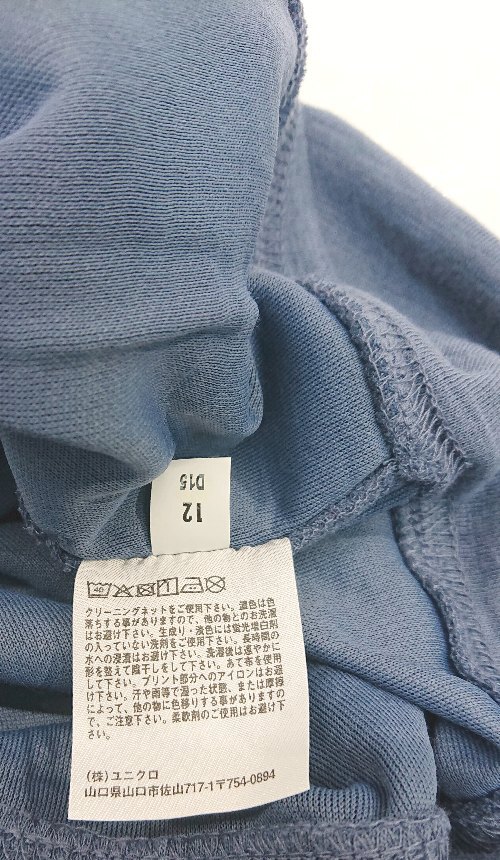 12
D15
40
クリーニングネットをご使用下さい。濃色は色
落ちする事がありますので、他の物とのお洗濯
はお避け下さい。生成り・淡色には蛍光増白剤
の入っていない洗剤をご使用下さい。長時間の
水への浸漬はお避け下さい。洗濯後は速やかに
形を整えて陰干しをして下さい。あて布を使用
して下さい。プリント部分へのアイロンはお避
け下さい。汗や雨等で湿った状態、または摩擦
によって、他の物に色移りする事がありますの
で、ご注意下さい。柔軟剤のご使用はお避け下
さい。
(株)ユニクロ
山口県山口市佐山717-1〒754-0894